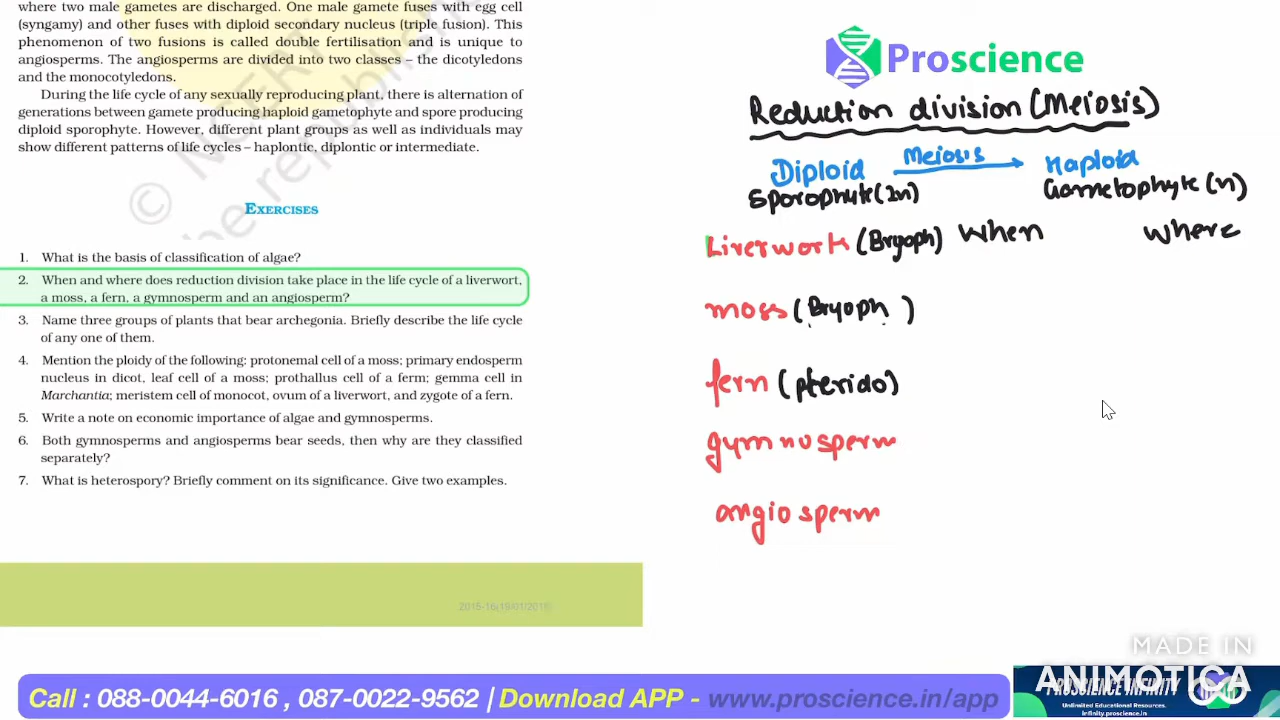 where two male gametes are discharged. One male gamete fuses with egg cell
(syngamy) and other fuses with diploid secondary nucleus (triple fusion). This
phenomenon of two fusions is called double fertilisation and is unique to
angiosperms. The angiosperms are divided into two classes – the dicotyledons
and the monocotyledons.
During the life cycle of any sexually reproducing plant, there is alternation of
generations between gamete producing haploid gametophyte and spore producing
diploid sporophyte. However, different plant groups as well as individuals may
show different patterns of life cycles – haplontic, diplontic or intermediate.
© NCERT
be republi
EXERCISES
1. What is the basis of classification of algae?
2. When and where does reduction division take place in the life cycle of a liverwort,
a moss, a fern, a gymnosperm and an angiosperm?
3. Name three groups of plants that bear archegonia. Briefly describe the life cycle
of any one of them.
4. Mention the ploidy of the following: protonemal cell of a moss; primary endosperm
nucleus in dicot, leaf cell of a moss; prothallus cell of a ferm; gemma cell in
Marchantia; meristem cell of monocot, ovum of a liverwort, and zygote of a fern.
5. Write a note on economic importance of algae and gymnosperms.
6. Both gymnosperms and angiosperms bear seeds, then why are they classified
separately?
7. What is heterospory? Briefly comment on its significance. Give two examples.
Proscience
Reduction division (Meiosis)
Diploid Meiosis Haploid
Sporophyte(2n) Gametophyte(n)
Liverwork (Bryoph) When Where
moss (Bryoph )
fern (pterido)
gymnosperm
angiosperm
MADE IN
ANIMOTICA
PROSCIENCE INFINITY
Unlimited Educational Resources.
infinity.proscience.in
Call : 088-0044-6016 , 087-0022-9562 | Download APP - www.proscience.in/app